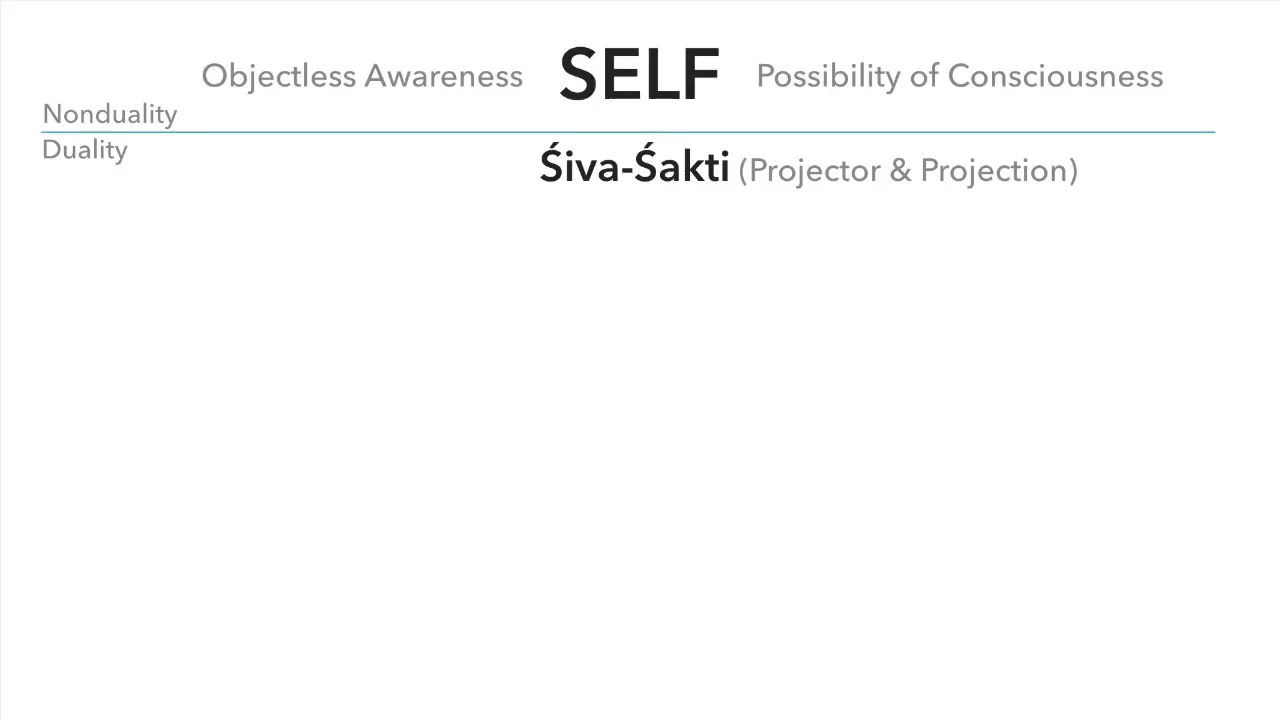 Objectless Awareness SELF Possibility of Consciousness
Nonduality
Duality
Śiva-Śakti (Projector & Projection)